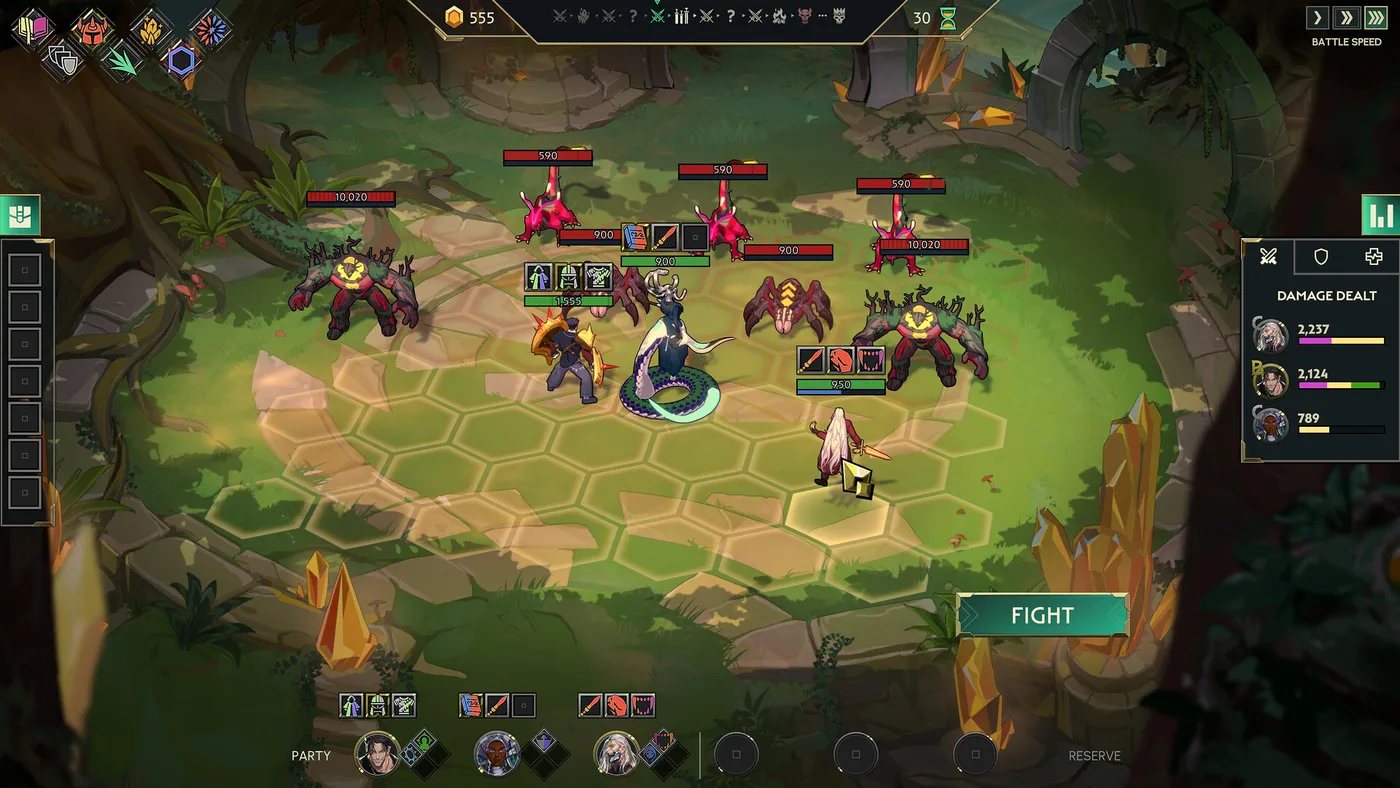 555
? ? ...
30
BATTLE SPEED
590
590
590
10,020
900
900
900
10,020
1,555
950
DAMAGE DEALT
2,237
2,124
789
FIGHT
PARTY
RESERVE